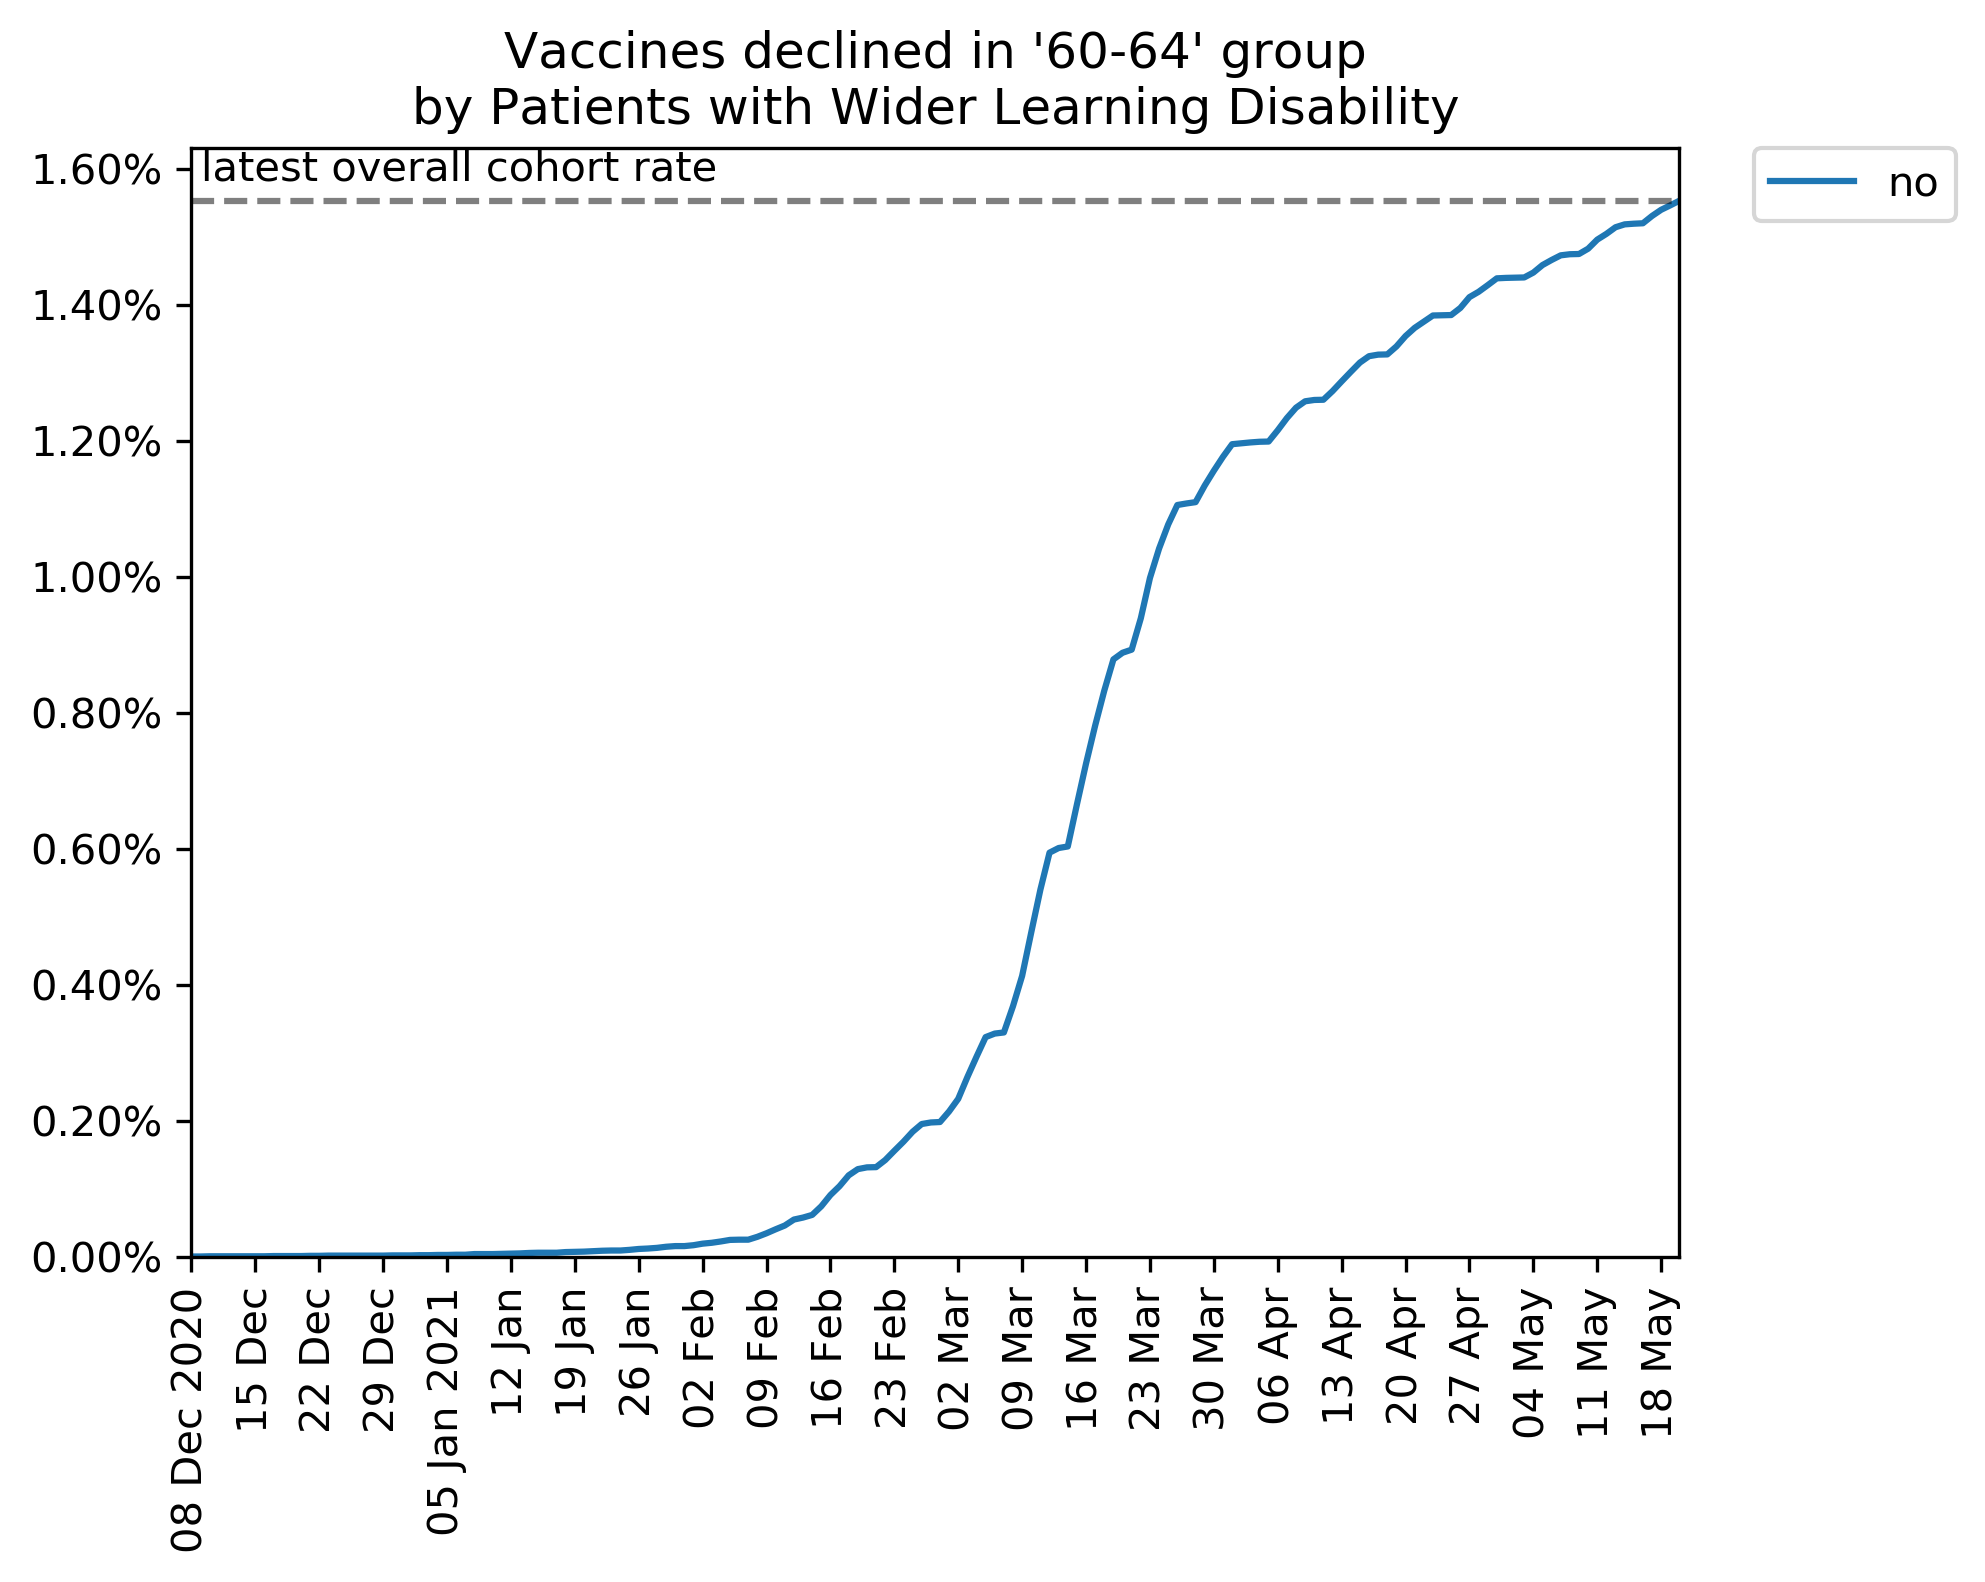 Vaccines declined in '60-64' group
by Patients with Wider Learning Disability
latest overall cohort rate
no
1.60%
1.40%
1.20%
1.00%
0.80%
0.60%
0.40%
0.20%
0.00%
08 Dec 2020
15 Dec
22 Dec
29 Dec
05 Jan 2021
12 Jan
19 Jan
26 Jan
02 Feb
09 Feb
16 Feb
23 Feb
02 Mar
09 Mar
16 Mar
23 Mar
30 Mar
06 Apr
13 Apr
20 Apr
27 Apr
04 May
11 May
18 May